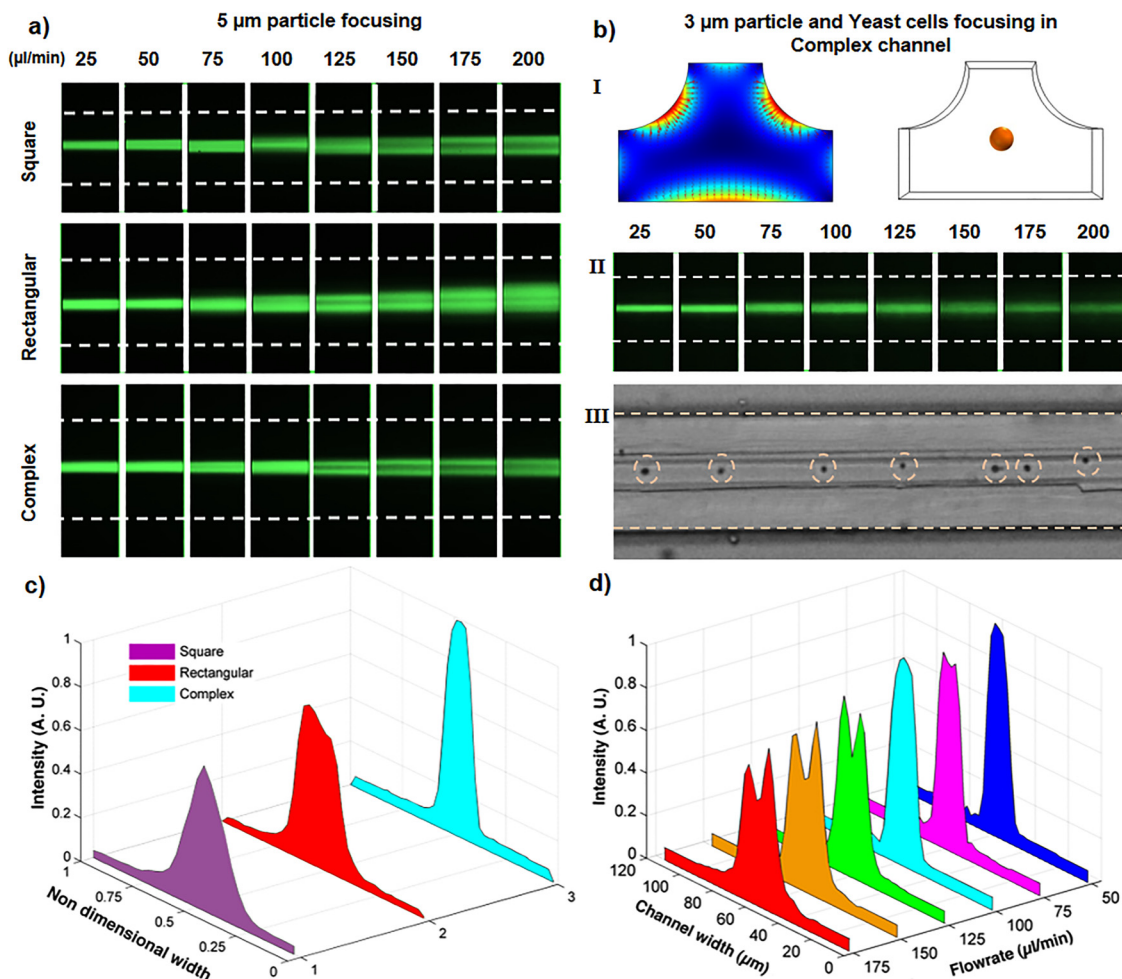 a)
5 µm particle focusing
(µl/min)
25 50 75 100 125 150 175 200
Square
Rectangular
Complex
b)
3 µm particle and Yeast cells focusing in
Complex channel
I
25 50 75 100 125 150 175 200
II
III
c)
Intensity (A. U.)
1
0.8
0.6
0.4
0.2
0
Square
Rectangular
Complex
1
0.75
0.5
0.25
0
Non dimensional width
1
2
3
d)
Intensity (A. U.)
1
0.8
0.6
0.4
0.2
0
120
100
80
60
40
20
0
Channel width (µm)
175
150
125
100
75
50
Flowrate (µl/min)